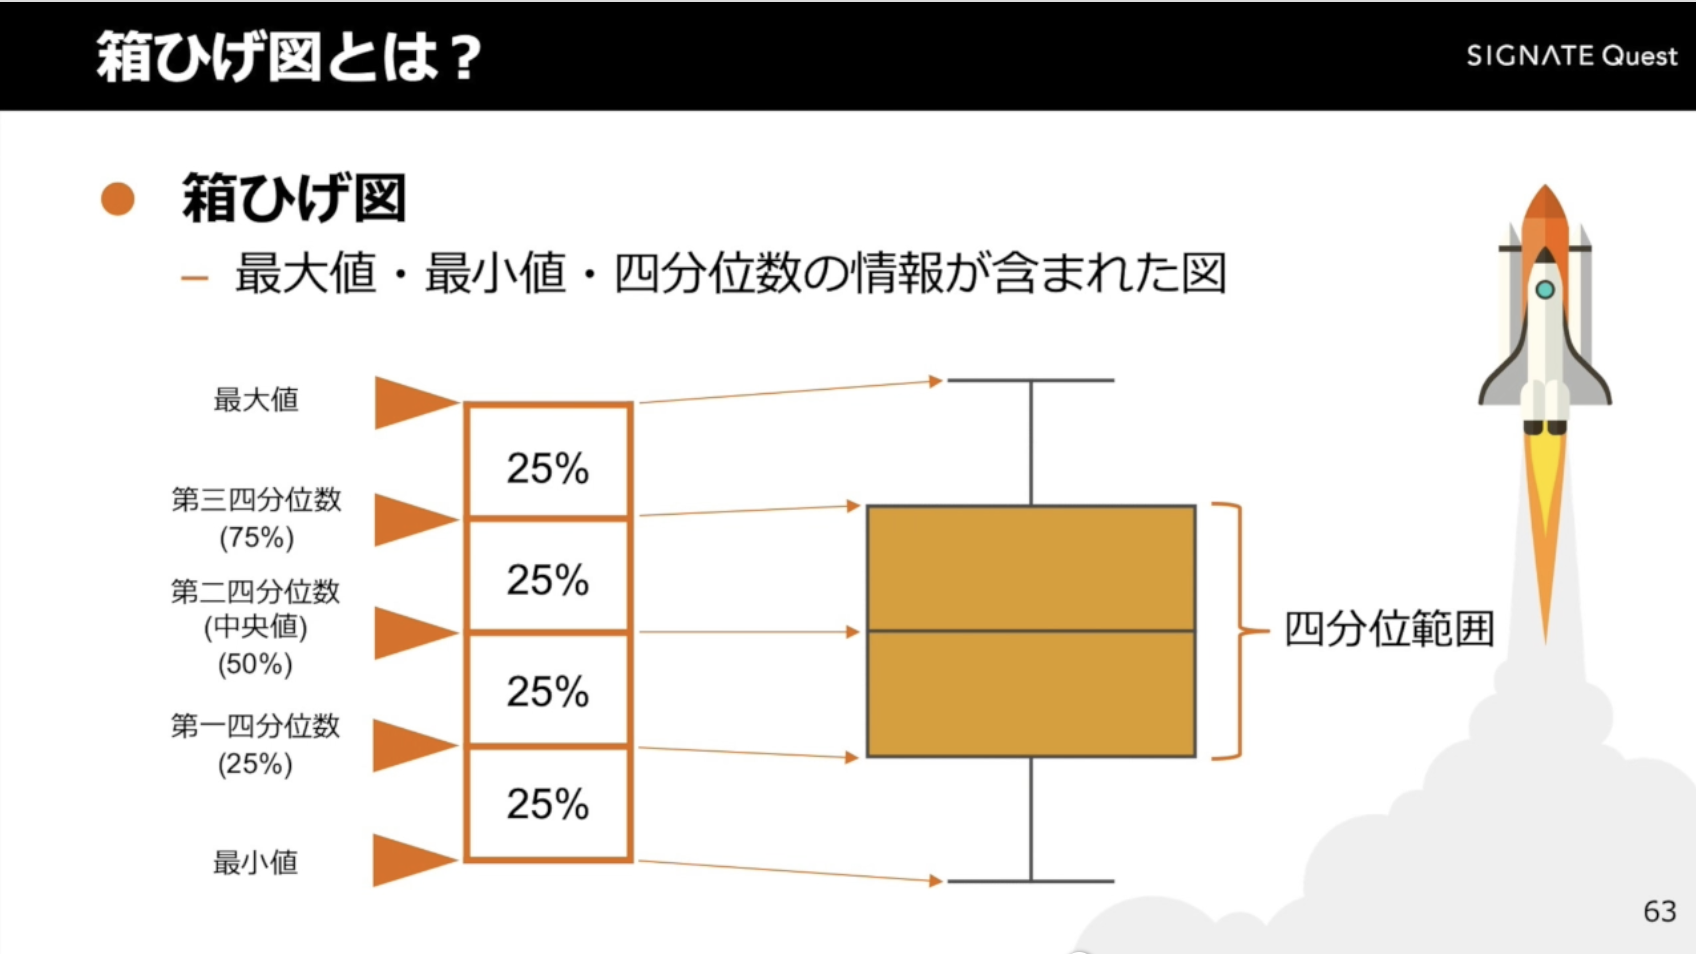 箱ひげ図とは？
SIGNATE Quest
箱ひげ図
最大値・最小値・四分位数の情報が含まれた図
最大値
第三四分位数
(75%)
第二四分位数
(中央値)
(50%)
第一四分位数
(25%)
最小値
25%
25%
25%
25%
四分位範囲
63